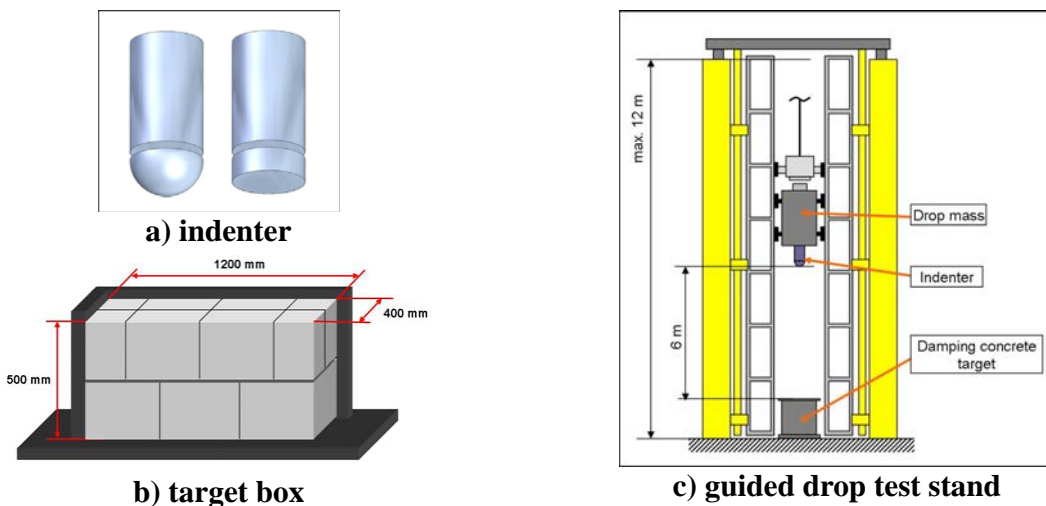 a) indenter
1200 mm
400 mm
500 mm
b) target box
max. 12 m
6 m
Drop mass
Indenter
Damping concrete
target
c) guided drop test stand